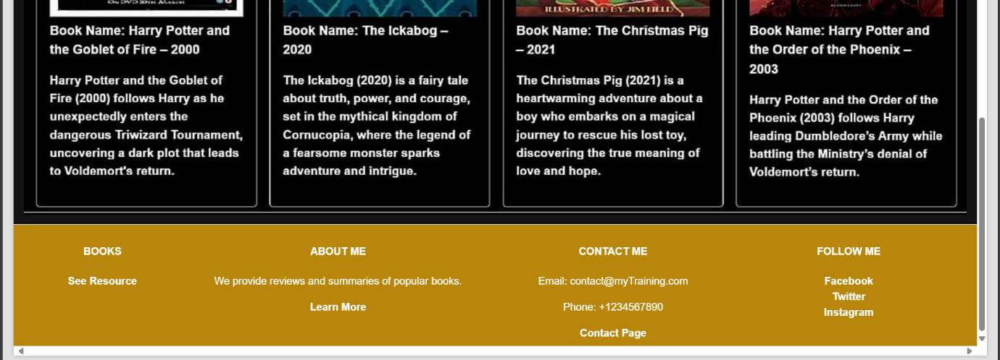 ON DVD 20TH MARCH
ILLUSTRATED BY JIM FIELD
BLOOMSBURY
Book Name: Harry Potter and
the Goblet of Fire – 2000
Harry Potter and the Goblet of
Fire (2000) follows Harry as he
unexpectedly enters the
dangerous Triwizard Tournament,
uncovering a dark plot that leads
to Voldemort's return.
Book Name: The Ickabog –
2020
The Ickabog (2020) is a fairy tale
about truth, power, and courage,
set in the mythical kingdom of
Cornucopia, where the legend of
a fearsome monster sparks
adventure and intrigue.
Book Name: The Christmas Pig
– 2021
The Christmas Pig (2021) is a
heartwarming adventure about a
boy who embarks on a magical
journey to rescue his lost toy,
discovering the true meaning of
love and hope.
Book Name: Harry Potter and
the Order of the Phoenix –
2003
Harry Potter and the Order of the
Phoenix (2003) follows Harry
leading Dumbledore’s Army while
battling the Ministry’s denial of
Voldemort’s return.
BOOKS
See Resource
ABOUT ME
We provide reviews and summaries of popular books.
Learn More
CONTACT ME
Email: contact@myTraining.com
Phone: +1234567890
Contact Page
FOLLOW ME
Facebook
Twitter
Instagram